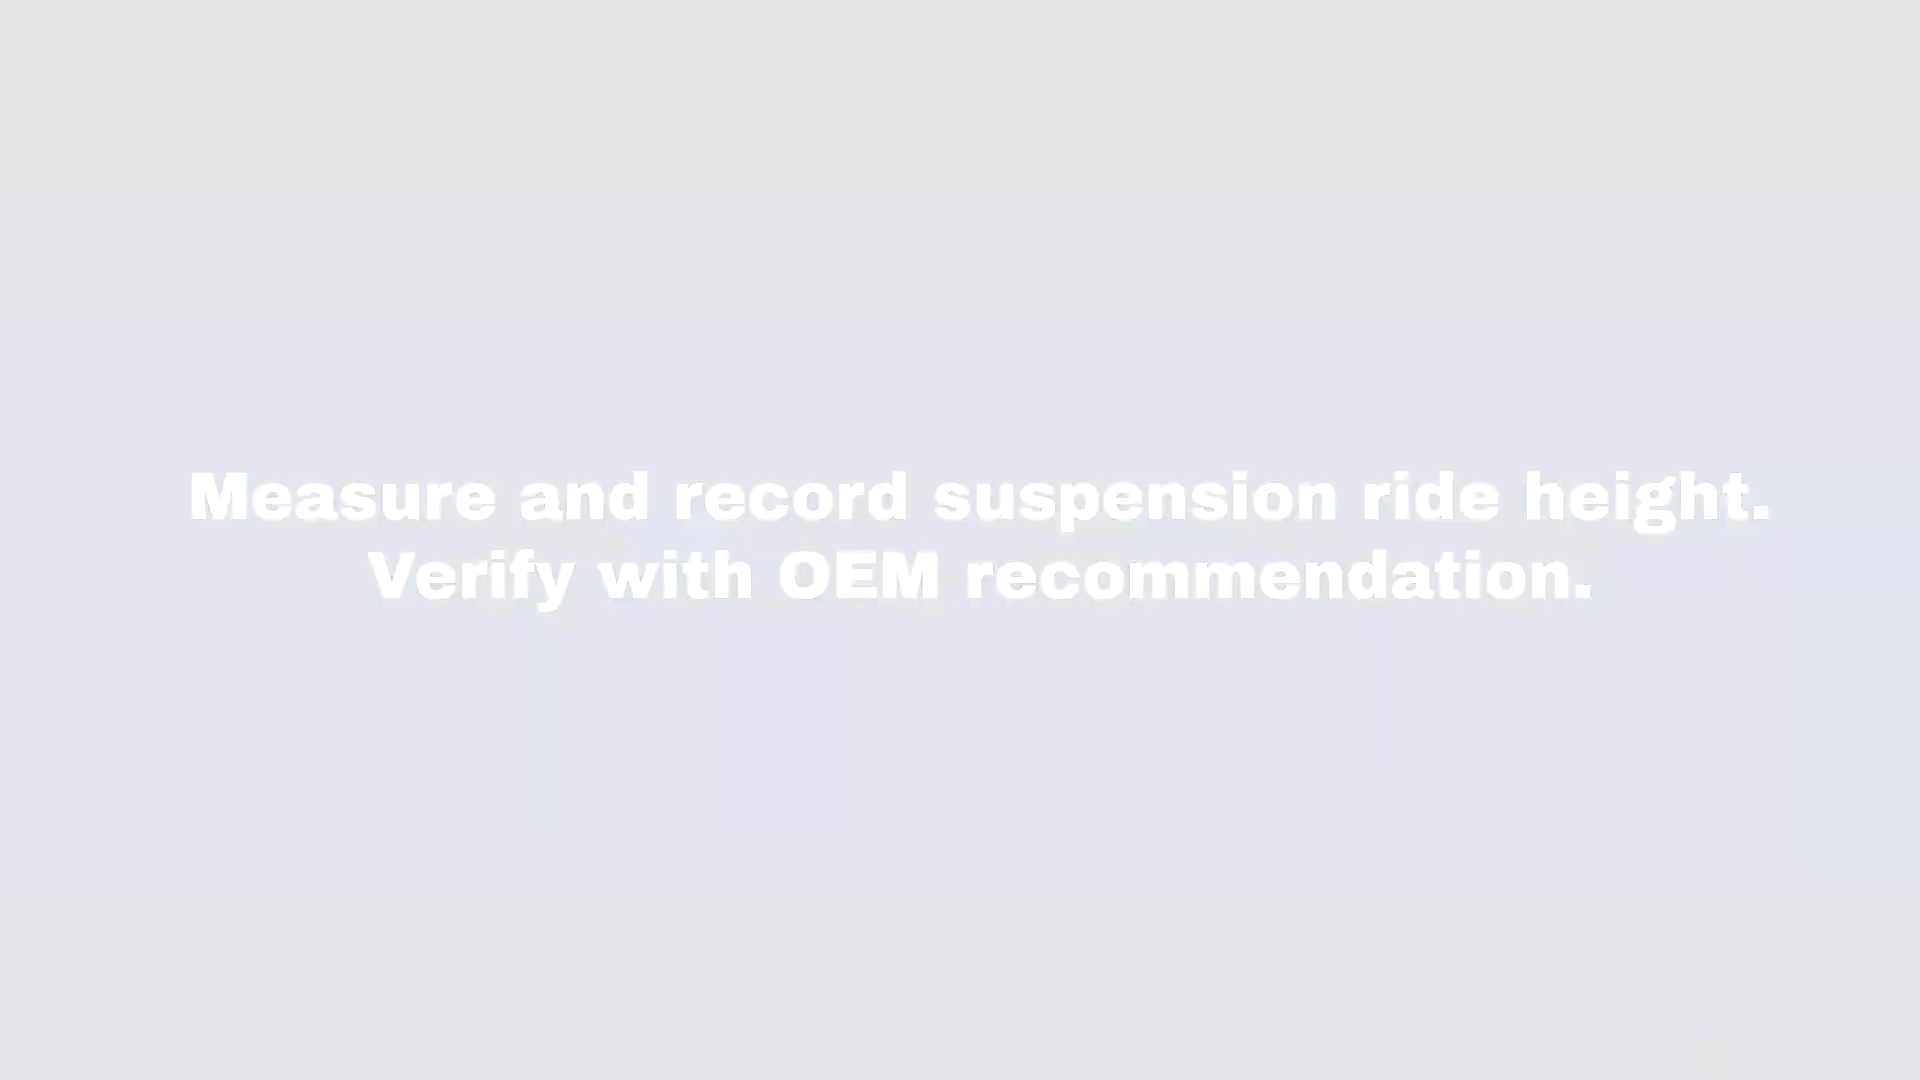 Measure and record suspension ride height.
Verify with OEM recommendation.